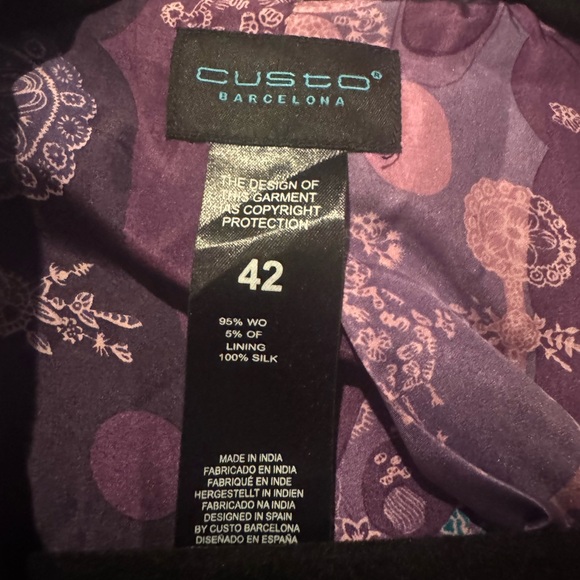 CUSTO®
BARCELONA
THE DESIGN OF
THIS GARMENT
AS COPYRIGHT
PROTECTION
42
95% WO
5% OF
LINING
100% SILK
MADE IN INDIA
FABRICADO EN INDIA
FABRIQUÉ EN INDE
HERGESTELLT IN INDIEN
FABRICADO NA INDIA
DESIGNED IN SPAIN
BY CUSTO BARCELONA
DISEÑADO EN ESPAÑA